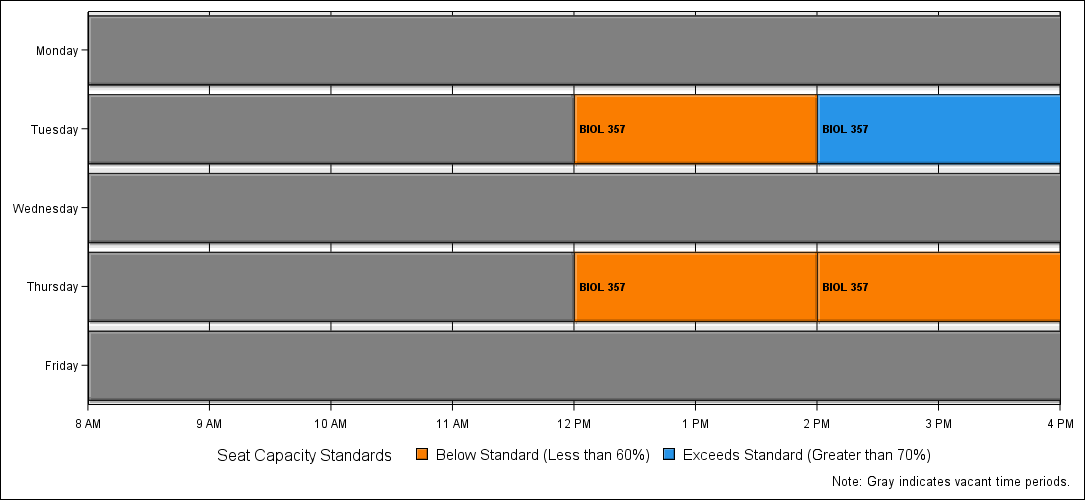 Monday
Tuesday
BIOL 357
BIOL 357
Wednesday
Thursday
BIOL 357
BIOL 357
Friday
8 AM 9 AM 10 AM 11 AM 12 PM 1 PM 2 PM 3 PM 4 PM
Seat Capacity Standards Below Standard (Less than 60%) Exceeds Standard (Greater than 70%)
Note: Gray indicates vacant time periods.